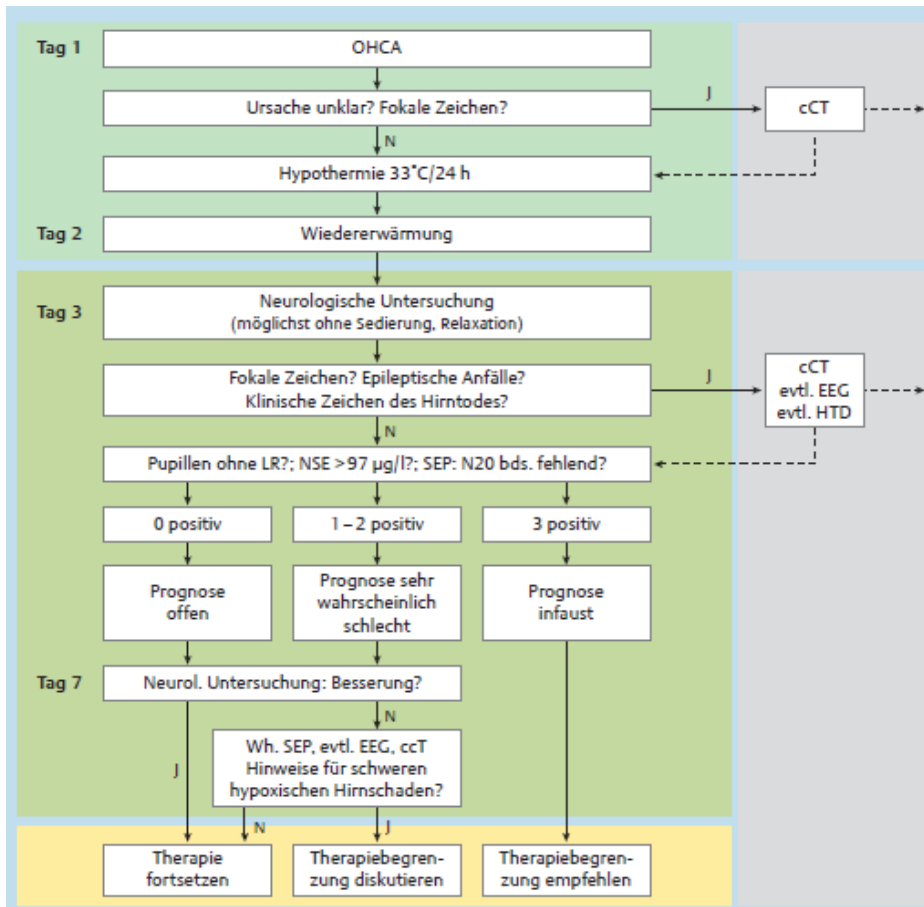 Tag 1
OHCA
Ursache unklar? Fokale Zeichen?
J
cCT
N
Hypothermie 33°C/24 h
Tag 2
Wiedererwärmung
Tag 3
Neurologische Untersuchung
(möglichst ohne Sedierung, Relaxation)
Fokale Zeichen? Epileptische Anfälle?
Klinische Zeichen des Hirntodes?
J
cCT
evtl. EEG
evtl. HTD
N
Pupillen ohne LR?; NSE >97 µg/l?; SEP: N20 bds. fehlend?
0 positiv
1 – 2 positiv
3 positiv
Prognose
offen
Prognose sehr
wahrscheinlich
schlecht
Prognose
infaust
Tag 7
Neurol. Untersuchung: Besserung?
N
Wh. SEP, evtl. EEG, ccT
Hinweise für schweren
hypoxischen Hirnschaden?
J
N
J
Therapie
fortsetzen
Therapiebegren-
zung diskutieren
Therapiebegren-
zung empfehlen